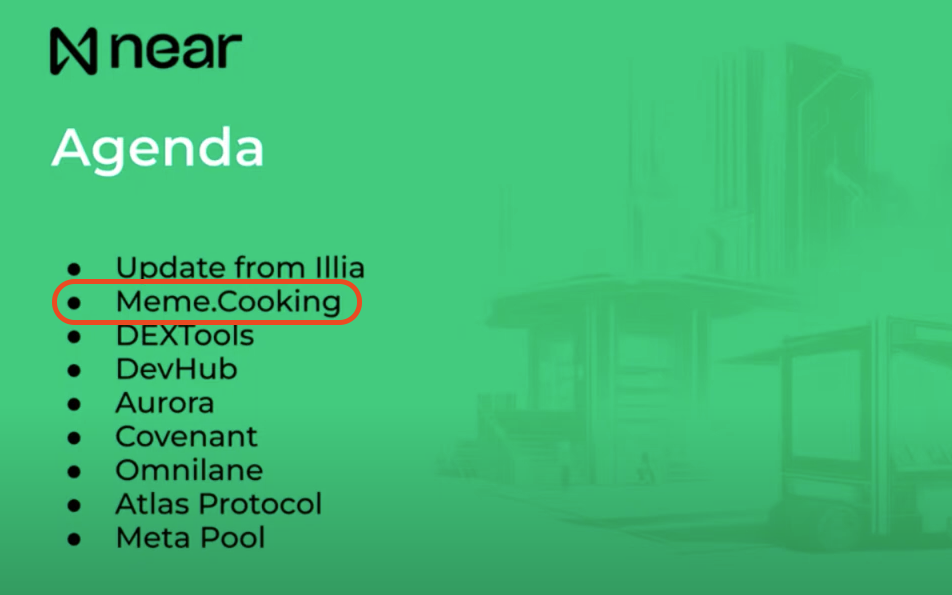 near
Agenda
● Update from Illia
● Meme.Cooking
● DEXTools
● DevHub
● Aurora
● Covenant
● Omnilane
● Atlas Protocol
● Meta Pool